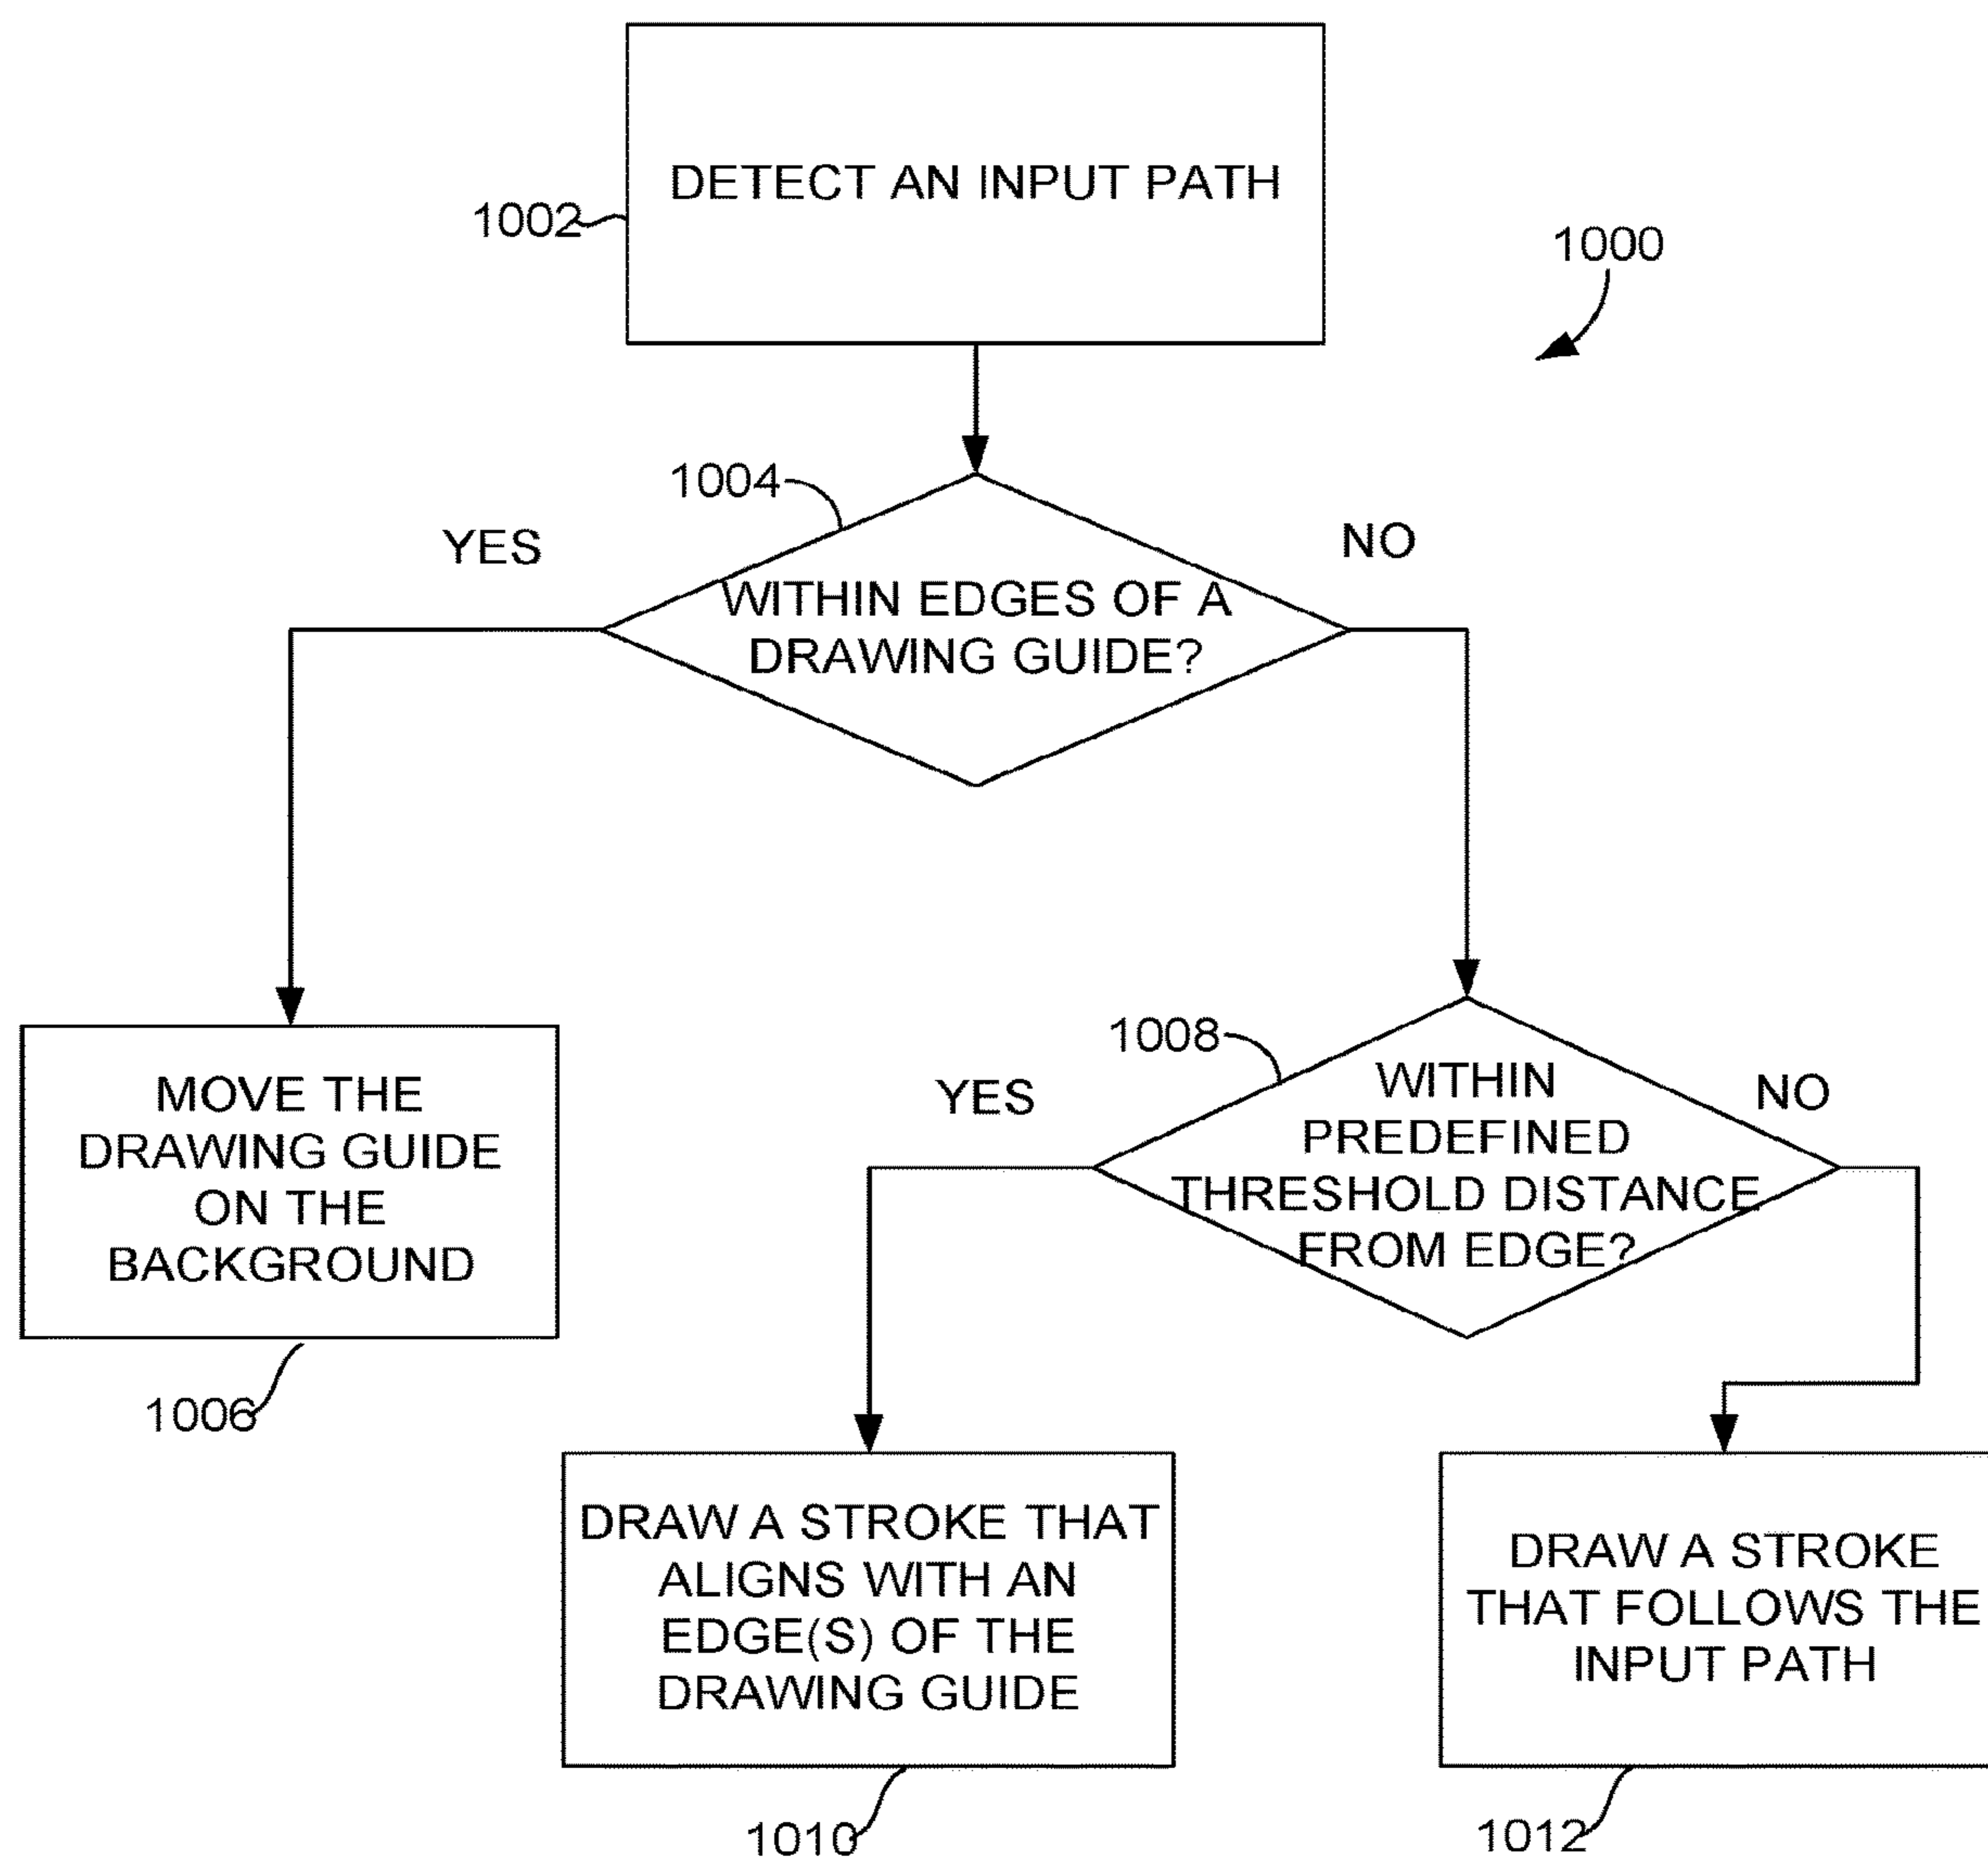 DETECT AN INPUT PATH
1002
1000
1004
YES
NO
WITHIN EDGES OF A
DRAWING GUIDE?
1008
YES
NO
WITHIN
PREDEFINED
THRESHOLD DISTANCE
FROM EDGE?
MOVE THE
DRAWING GUIDE
ON THE
BACKGROUND
1006
DRAW A STROKE THAT
ALIGNS WITH AN
EDGE(S) OF THE
DRAWING GUIDE
1010
DRAW A STROKE
THAT FOLLOWS THE
INPUT PATH
1012